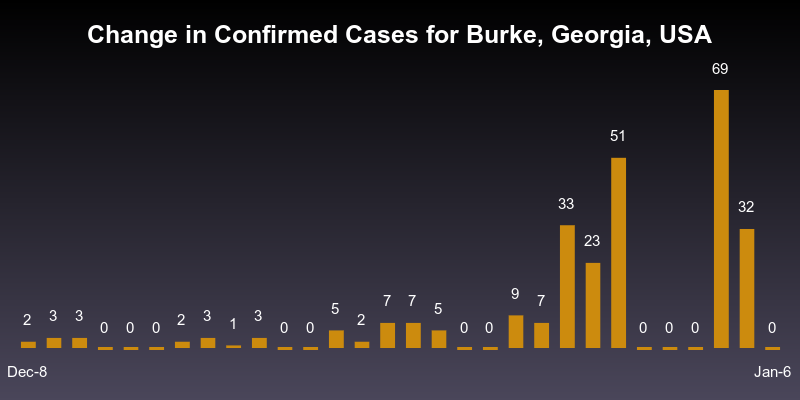 Change in Confirmed Cases for Burke, Georgia, USA
2 3 3 0 0 0 2 3 1 3 0 0 5 2 7 7 5 0 0 9 7 33 23 51 0 0 0 69 32 0
Dec-8 Jan-6